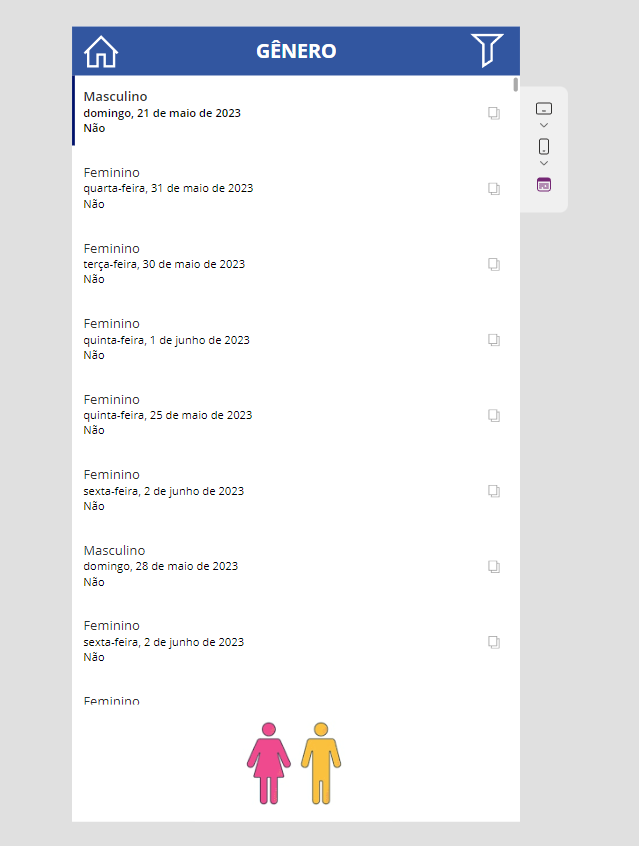 GÊNERO
Masculino
domingo, 21 de maio de 2023
Não
Feminino
quarta-feira, 31 de maio de 2023
Não
Feminino
terça-feira, 30 de maio de 2023
Não
Feminino
quinta-feira, 1 de junho de 2023
Não
Feminino
quinta-feira, 25 de maio de 2023
Não
Feminino
sexta-feira, 2 de junho de 2023
Não
Masculino
domingo, 28 de maio de 2023
Não
Feminino
sexta-feira, 2 de junho de 2023
Não
Feminino